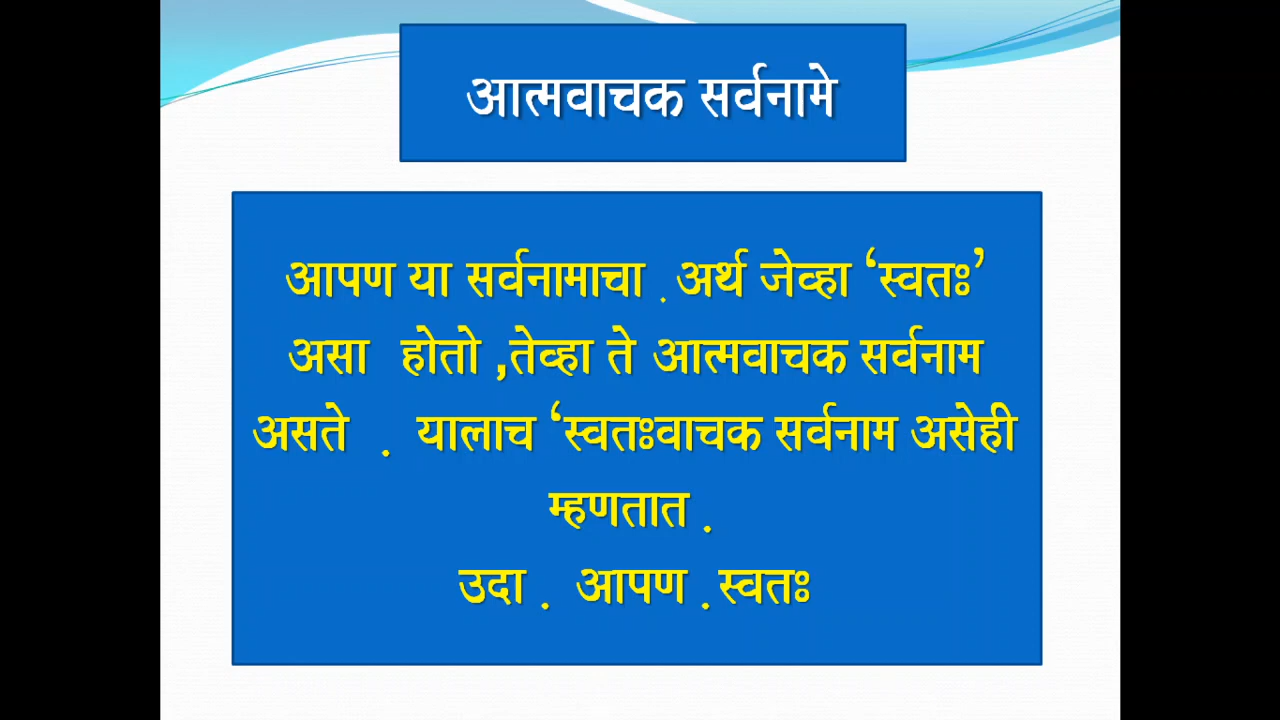 आत्मवाचक सर्वनामे
आपण या सर्वनामाचा . अर्थ जेव्हा ‘स्वतः’
असा होतो ,तेव्हा ते आत्मवाचक सर्वनाम
असते . यालाच ‘स्वतःवाचक सर्वनाम असेही
म्हणतात .
उदा . आपण . स्वतः